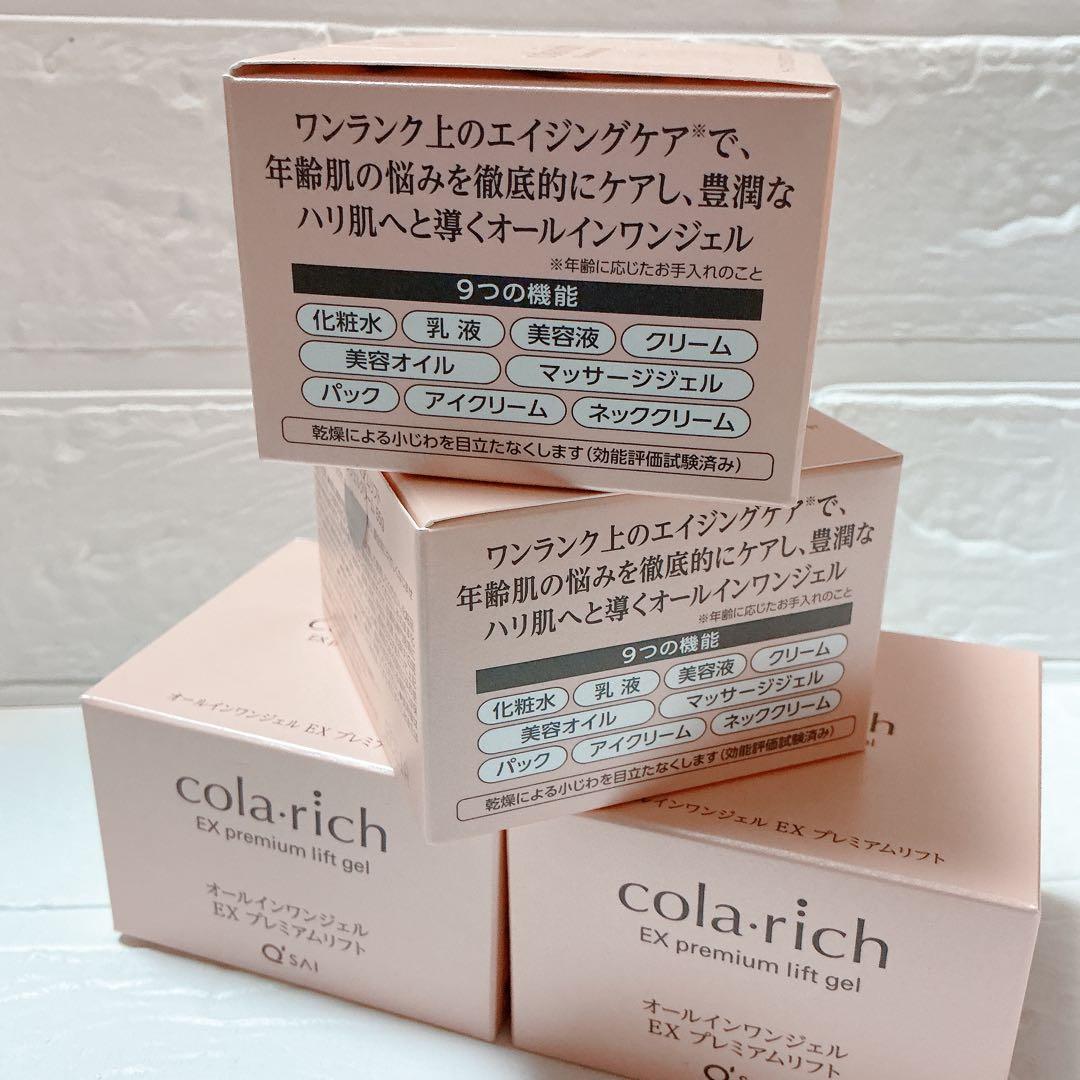 ワンランク上のエイジングケア※で、
年齢肌の悩みを徹底的にケアし、豊潤な
ハリ肌へと導くオールインワンジェル
※年齢に応じたお手入れのこと
9つの機能
化粧水 乳液 美容液 クリーム
美容オイル マッサージジェル
パック アイクリーム ネッククリーム
乾燥による小じわを目立たなくします(効能評価試験済み)
ワンランク上のエイジングケア※で、
年齢肌の悩みを徹底的にケアし、豊潤な
ハリ肌へと導くオールインワンジェル
※年齢に応じたお手入れのこと
9つの機能
化粧水 乳液 美容液 クリーム
美容オイル マッサージジェル
パック アイクリーム ネッククリーム
乾燥による小じわを目立たなくします(効能評価試験済み)
オールインワンジェル EX プレミア
cola・rich
EX premium lift gel
オールインワンジェル
EX プレミアムリフト
Q'SAI
rich
ールインワンジェル EX プレミアムリフト
cola・rich
EX premium lift gel
オールインワンジェル
EX プレミアムリフト